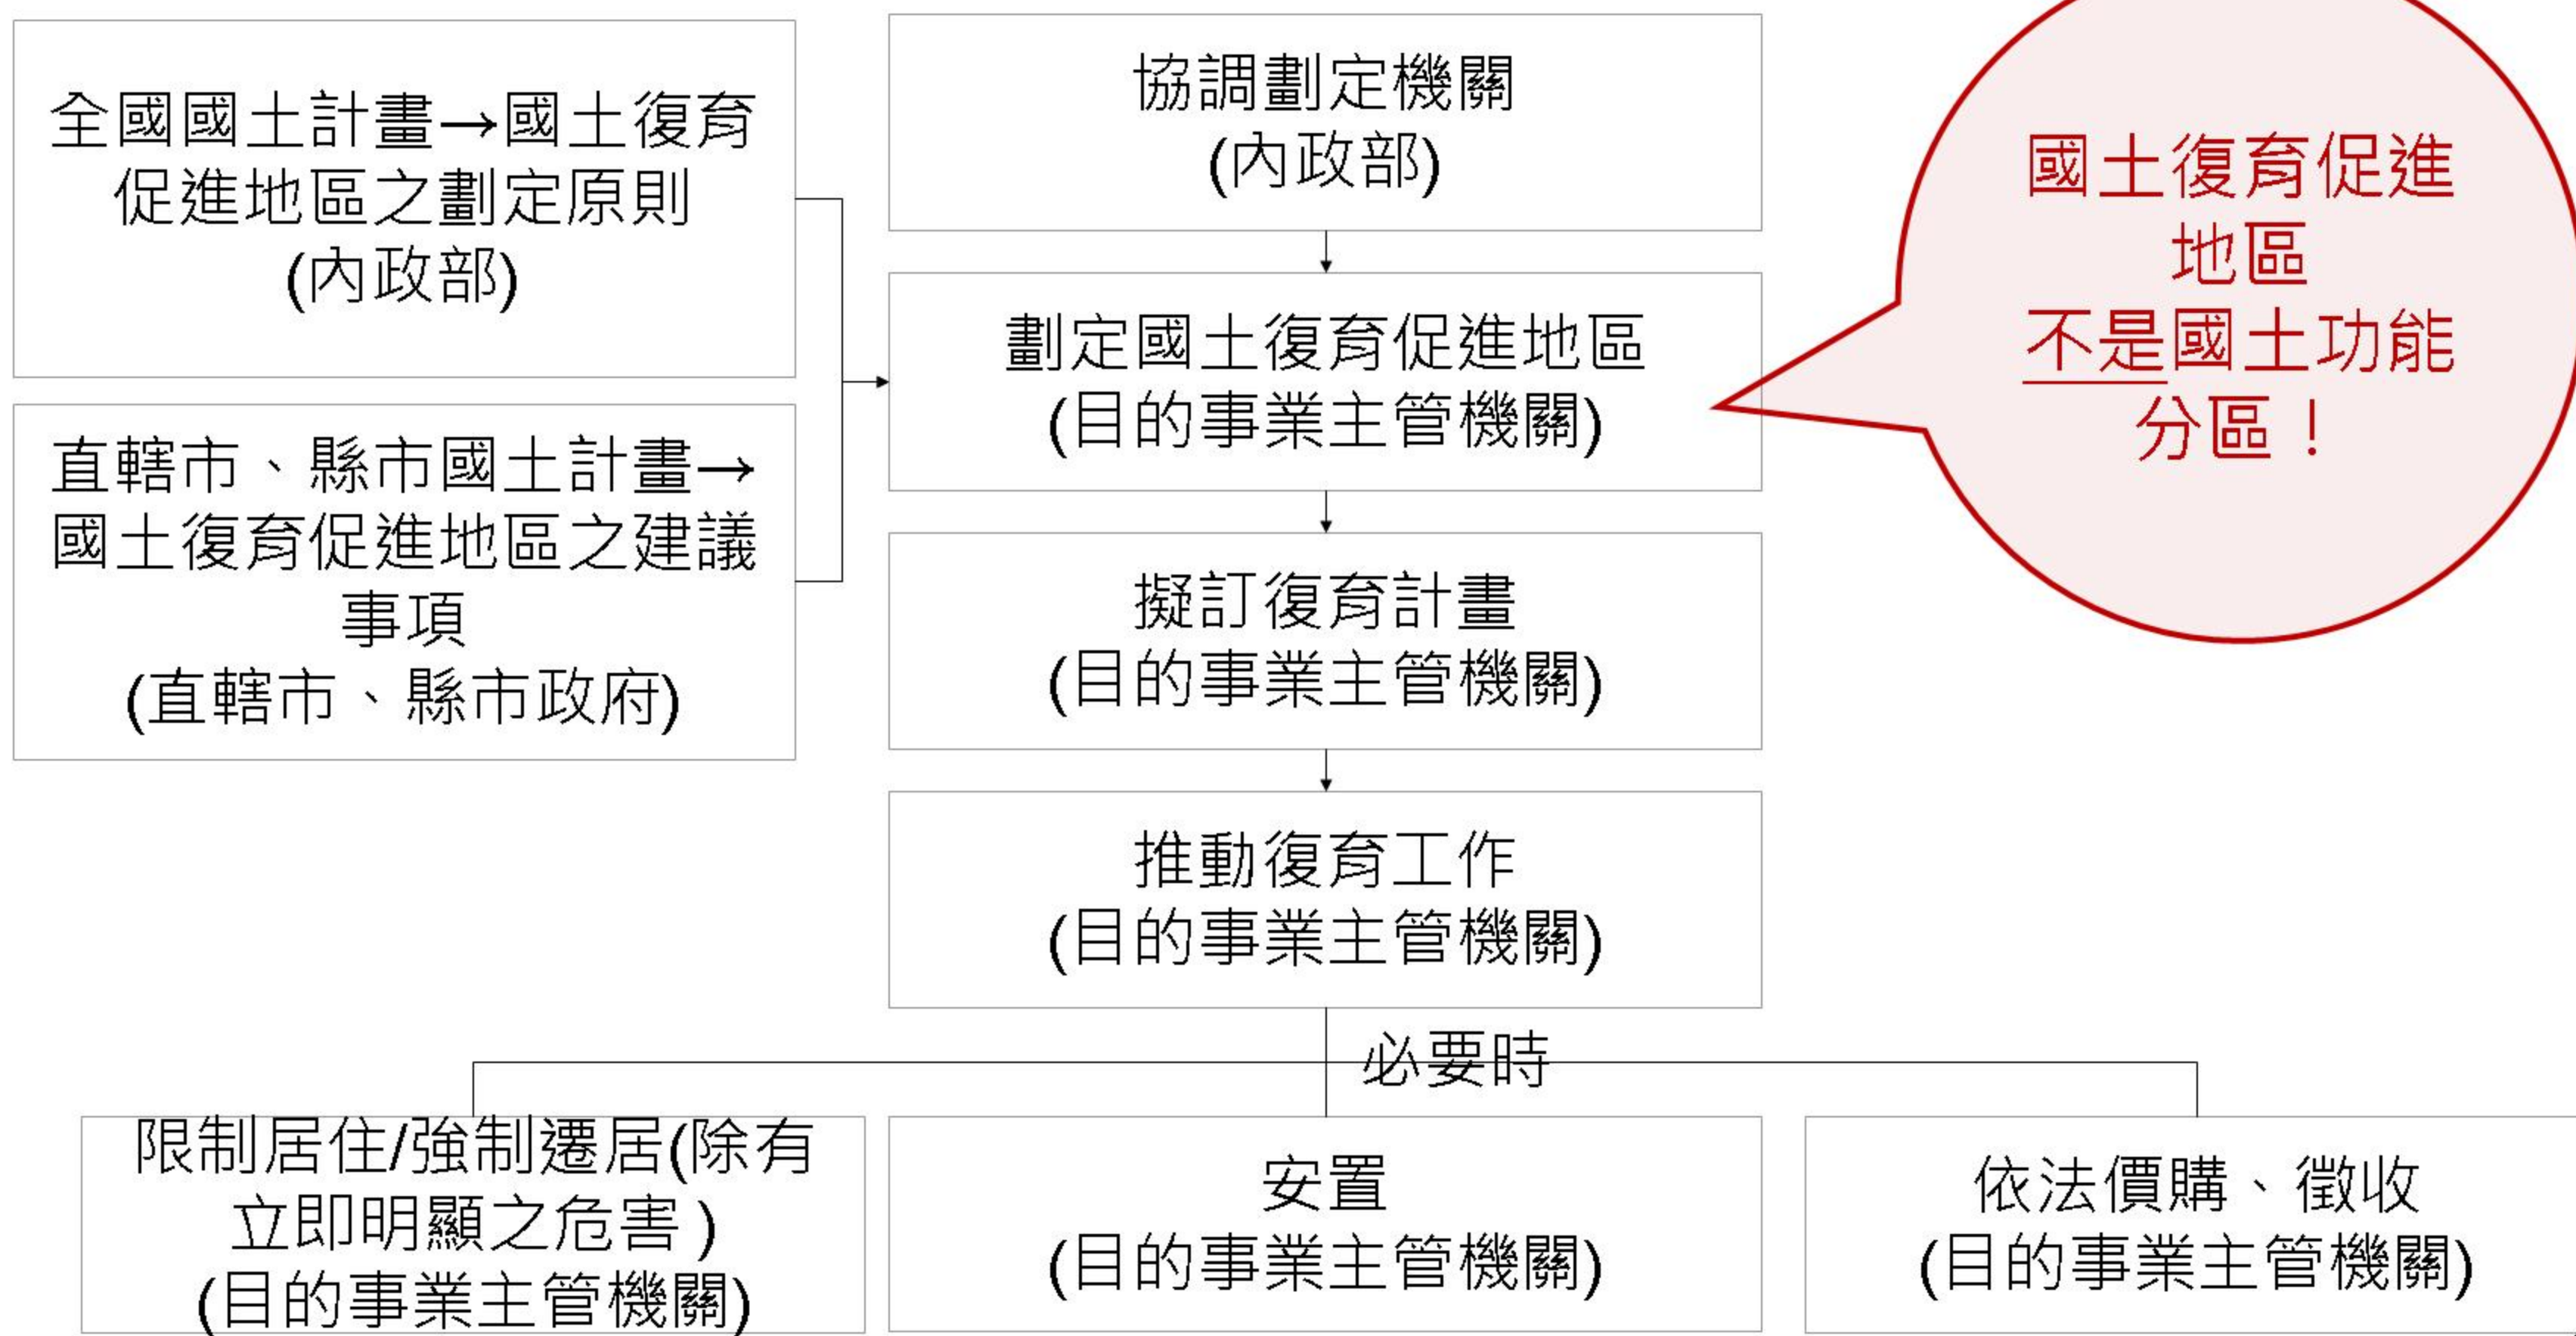 全國國土計畫→國土復育
促進地區之劃定原則
(內政部)
直轄市、縣市國土計畫→
國土復育促進地區之建議
事項
(直轄市、縣市政府)
協調劃定機關
(內政部)
劃定國土復育促進地區
(目的事業主管機關)
擬訂復育計畫
(目的事業主管機關)
推動復育工作
(目的事業主管機關)
必要時
限制居住/強制遷居(除有
立即明顯之危害)
(目的事業主管機關)
安置
(目的事業主管機關)
依法價購、徵收
(目的事業主管機關)
國土復育促進
地區
不是國土功能
分區！